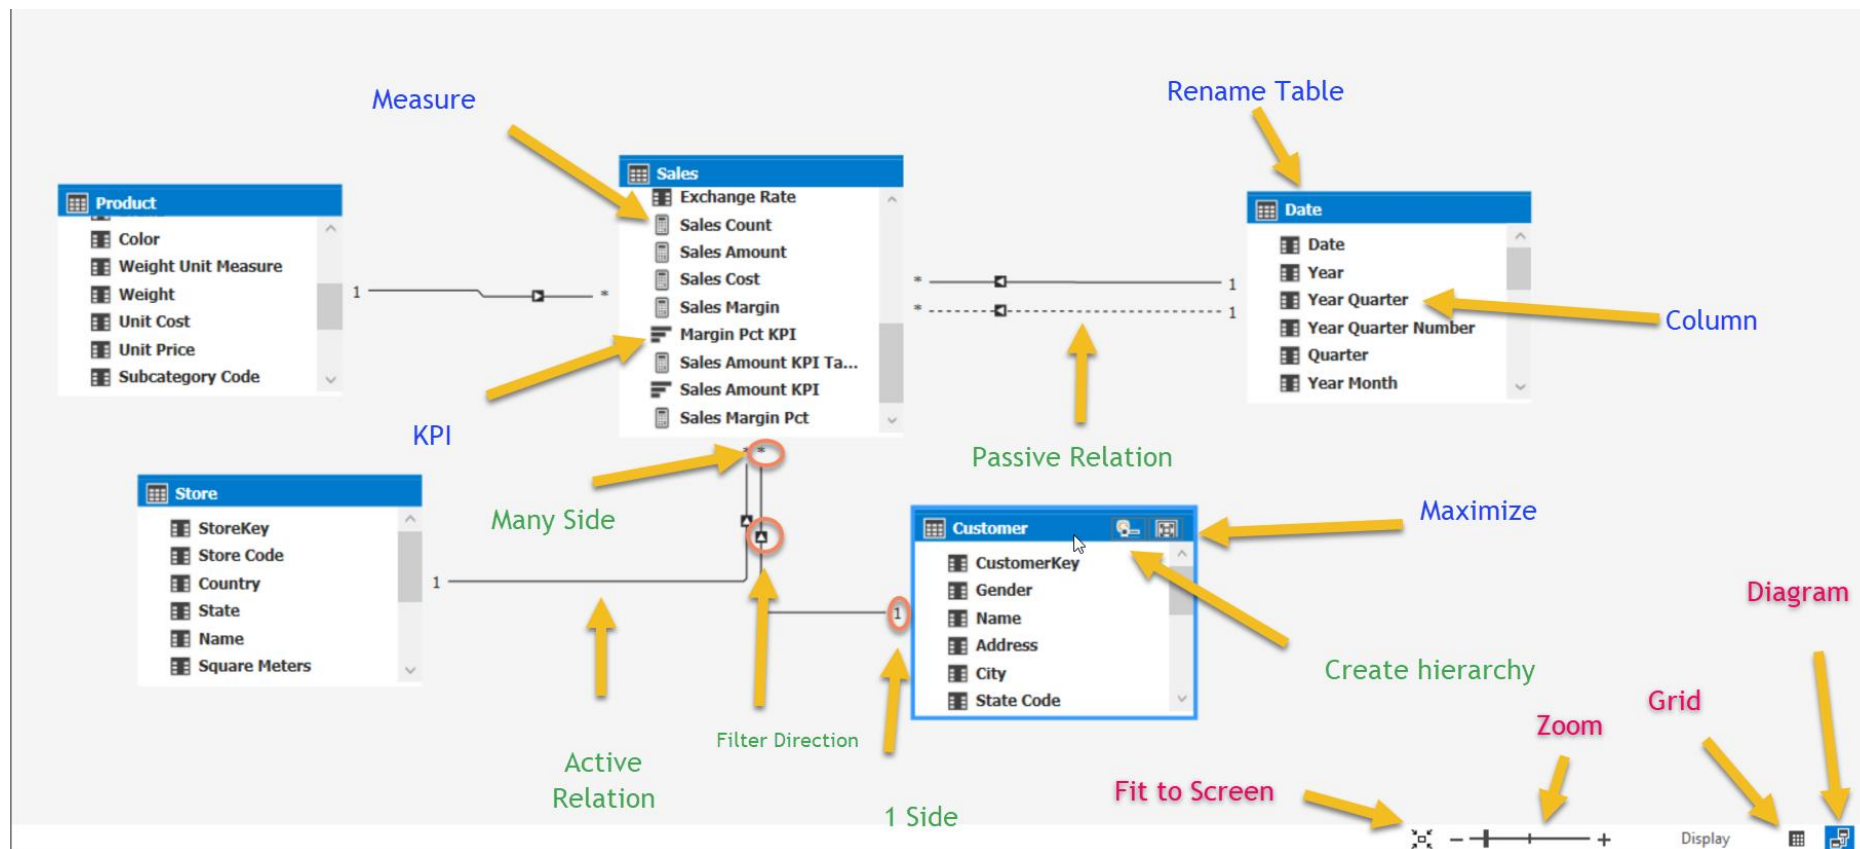 Measure
Rename Table
Product
Color
Weight Unit Measure
Weight
Unit Cost
Unit Price
Subcategory Code
1
*
Sales
Exchange Rate
Sales Count
Sales Amount
Sales Cost
Sales Margin
Margin Pct KPI
Sales Amount KPI Ta...
Sales Amount KPI
Sales Margin Pct
* 1
* 1
Date
Date
Year
Year Quarter
Year Quarter Number
Quarter
Year Month
Column
KPI
Passive Relation
* *
Many Side
Store
StoreKey
Store Code
Country
State
Name
Square Meters
1
1
Customer
CustomerKey
Gender
Name
Address
City
State Code
Maximize
Create hierarchy
Diagram
Grid
Zoom
Filter Direction
Active
Relation
1 Side
Fit to Screen
- +
Display